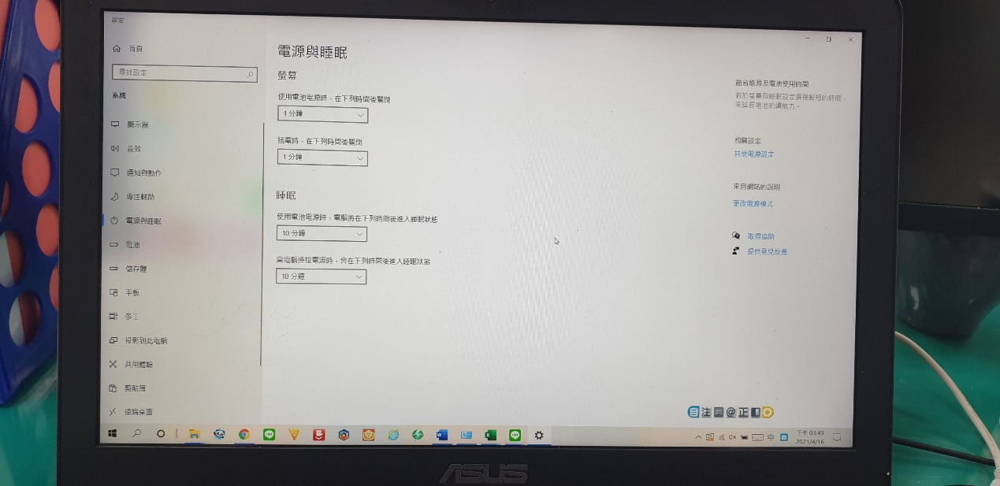 設定
首頁
尋找設定
系統
顯示器
音效
通知與動作
專注輔助
電源與睡眠
電池
儲存體
平板
多工
投影到此電腦
共用體驗
剪貼簿
遠端桌面
電源與睡眠
螢幕
使用電池電源時，在下列時間後關閉
1 分鐘
插電時，在下列時間後關閉
1 分鐘
睡眠
使用電池電源時，電腦將在下列時間後進入睡眠狀態
10 分鐘
當電腦連接電源時，會在下列時間後進入睡眠狀態
10 分鐘
節省能源及電池使用時間
對於螢幕與睡眠設定選擇較短的時間，
來延長電池的續航力。
相關設定
其他電源設定
來自網站的說明
更改電源模式
取得協助
提供意見反應
注 @ 正
中
下午 03:43
2021/4/16
ASUS